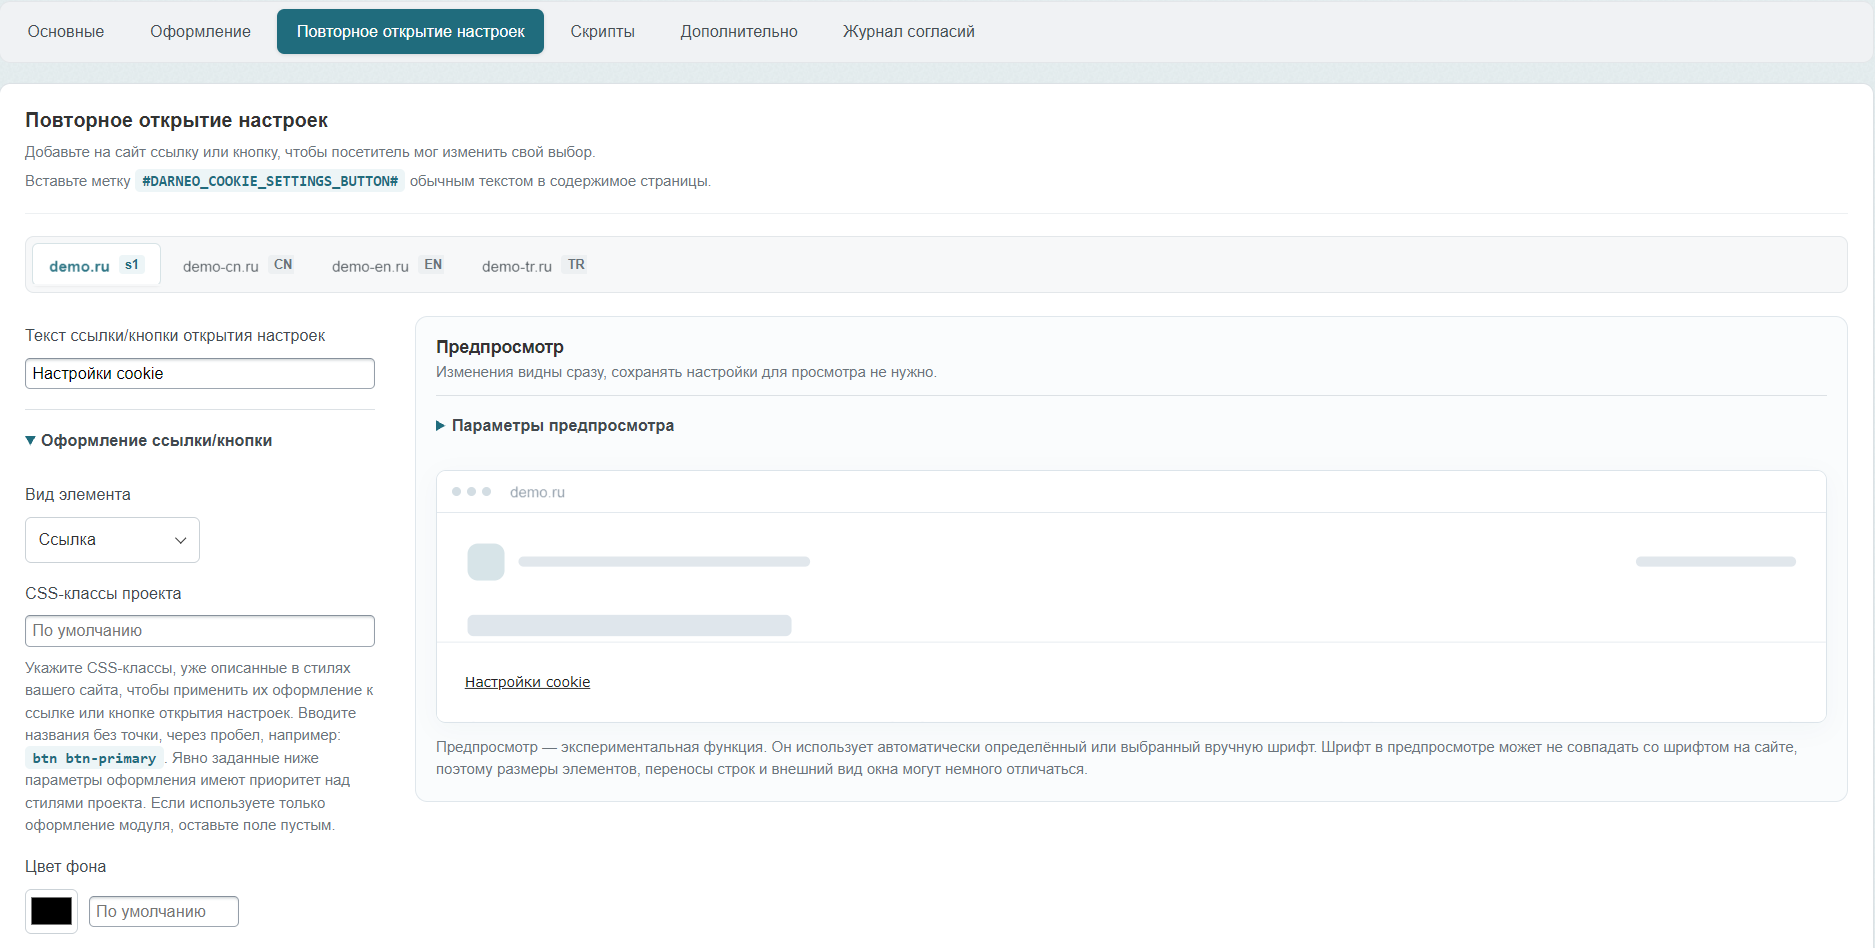 Основные Оформление Повторное открытие настроек Скрипты Дополнительно Журнал согласий
Повторное открытие настроек
Добавьте на сайт ссылку или кнопку, чтобы посетитель мог изменить свой выбор.
Вставьте метку #DARNEO_COOKIE_SETTINGS_BUTTON# обычным текстом в содержимое страницы.
demo.ru s1 demo-cn.ru CN demo-en.ru EN demo-tr.ru TR
Текст ссылки/кнопки открытия настроек
Настройки cookie
Оформление ссылки/кнопки
Вид элемента
Ссылка
CSS-классы проекта
По умолчанию
Укажите CSS-классы, уже описанные в стилях
вашего сайта, чтобы применить их оформление к
ссылке или кнопке открытия настроек. Вводите
названия без точки, через пробел, например:
btn btn-primary. Явно заданные ниже
параметры оформления имеют приоритет над
стилями проекта. Если используете только
оформление модуля, оставьте поле пустым.
Цвет фона
По умолчанию
Предпросмотр
Изменения видны сразу, сохранять настройки для просмотра не нужно.
Параметры предпросмотра
demo.ru
Настройки cookie
Предпросмотр — экспериментальная функция. Он использует автоматически определённый или выбранный вручную шрифт. Шрифт в предпросмотре может не совпадать со шрифтом на сайте,
поэтому размеры элементов, переносы строк и внешний вид окна могут немного отличаться.